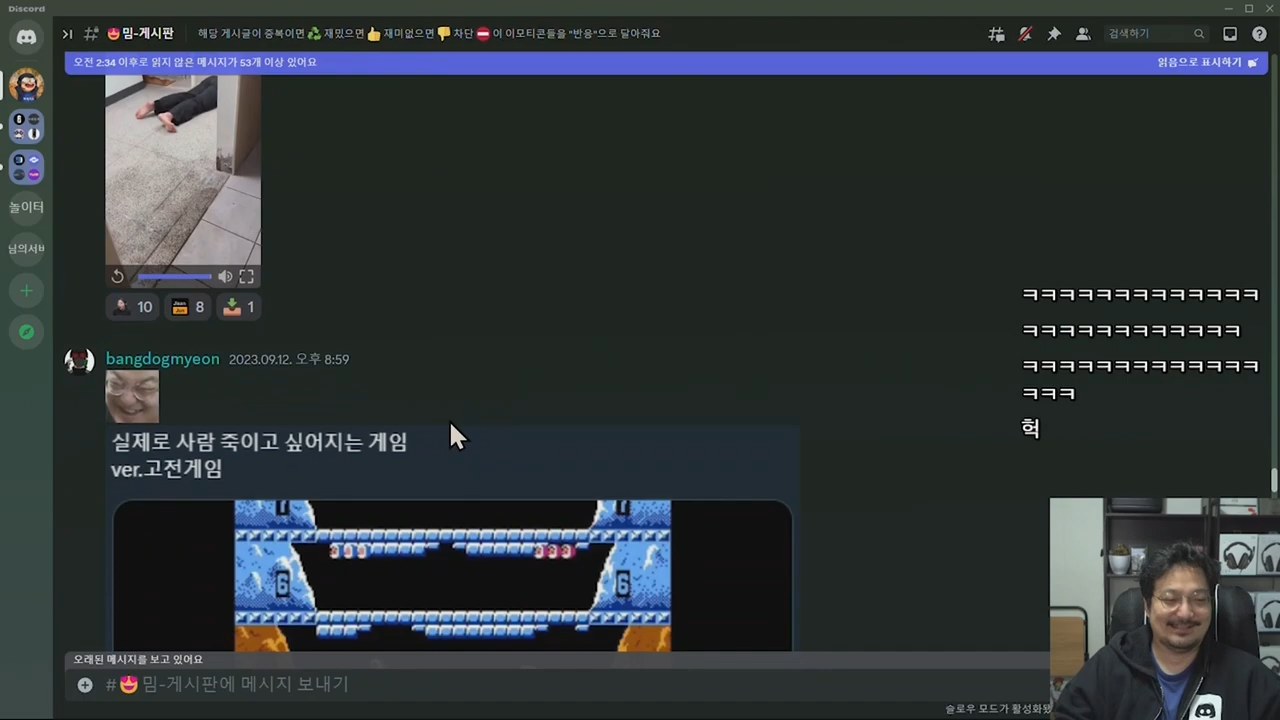 Discord
밈-게시판
해당 게시글이 중복이면 재밌으면 재미없으면 차단 이 이모티콘들을 "반응"으로 달아줘요
검색하기
오전 2:34 이후로 읽지 않은 메시지가 53개 이상 있어요
읽음으로 표시하기
놀이터
님의서버
10
8
1
bangdogmyeon 2023.09.12. 오후 8:59
실제로 사람 죽이고 싶어지는 게임
ver.고전게임
6
6
ㅋㅋㅋㅋㅋㅋㅋㅋㅋㅋㅋㅋㅋ
ㅋㅋㅋㅋㅋㅋㅋㅋㅋㅋㅋㅋ
ㅋㅋㅋㅋㅋㅋㅋㅋㅋㅋㅋㅋㅋ
ㅋㅋㅋ
헉
오래된 메시지를 보고 있어요
#밈-게시판에 메시지 보내기
슬로우 모드가 활성화됐